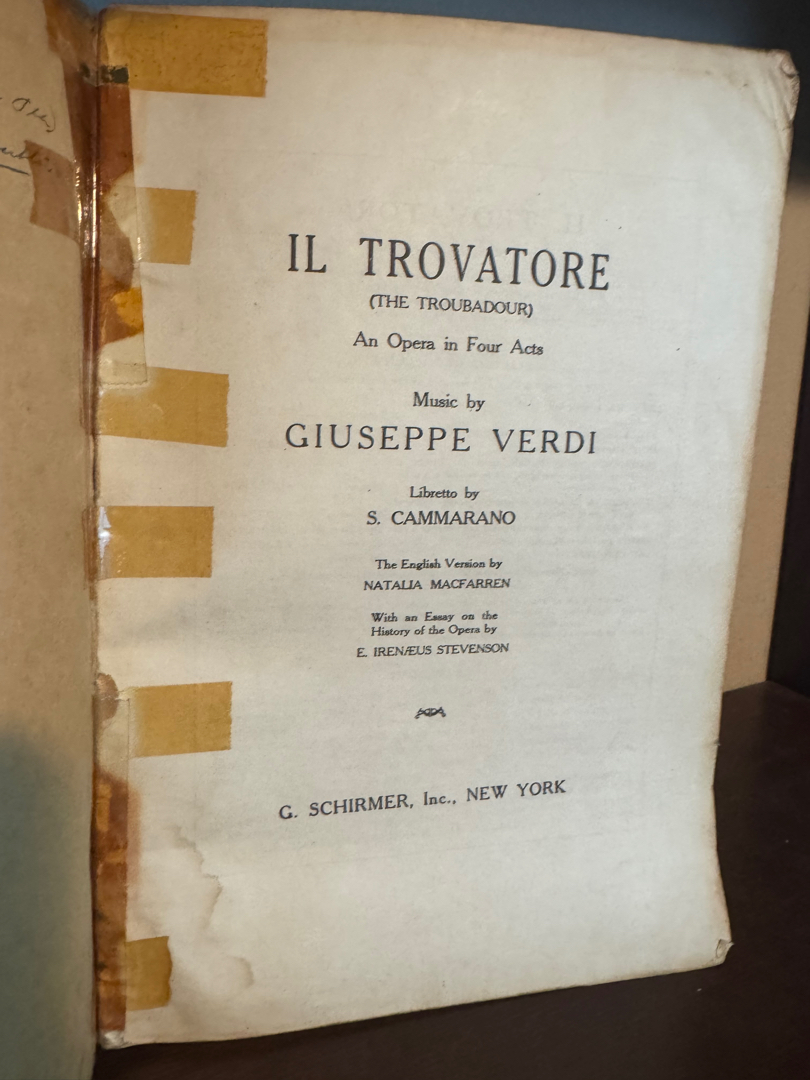 IL TROVATORE
(THE TROUBADOUR)
An Opera in Four Acts
Music by
GIUSEPPE VERDI
Libretto by
S. CAMMARANO
The English Version by
NATALIA MACFARREN
With an Essay on the
History of the Opera by
E. IRENÆUS STEVENSON
G. SCHIRMER, Inc., NEW YORK